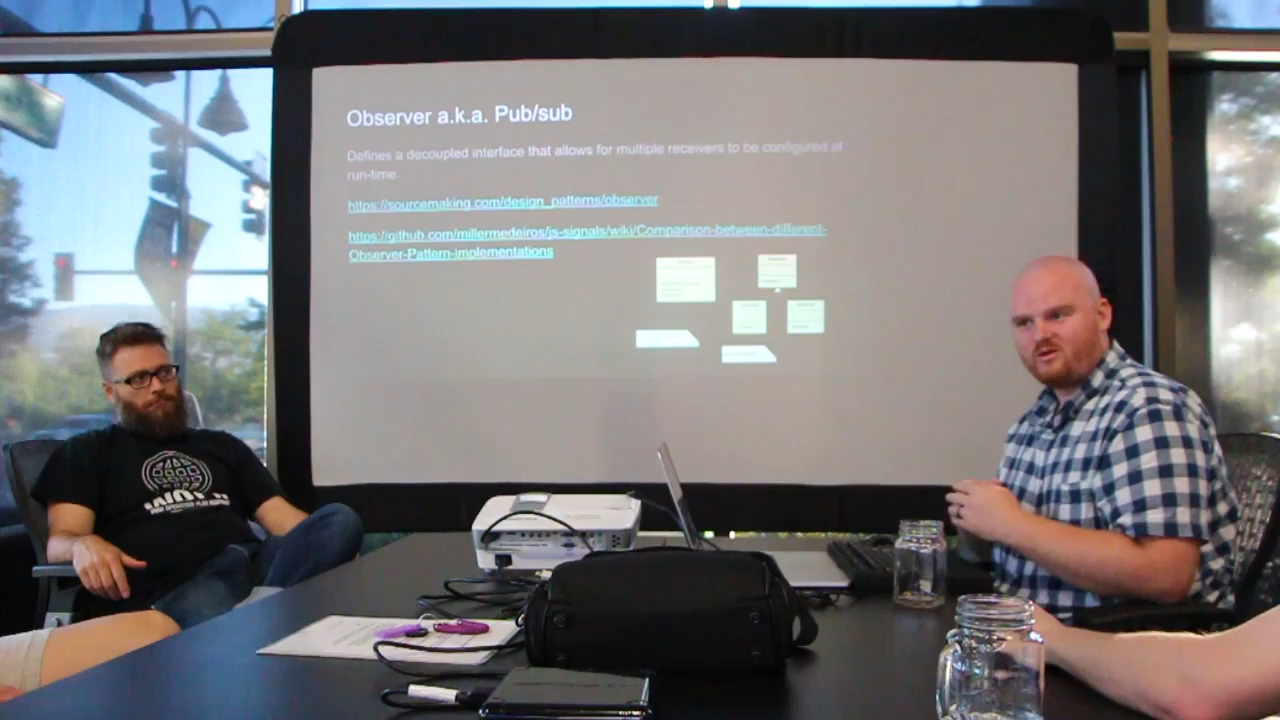 Observer a.k.a. Pub/sub
Defines a decoupled interface that allows for multiple receivers to be configured at
run-time.
https://sourcemaking.com/design_patterns/observer
https://github.com/millermedeiros/js-signals/wiki/Comparison-between-different-
Observer-Pattern-implementations